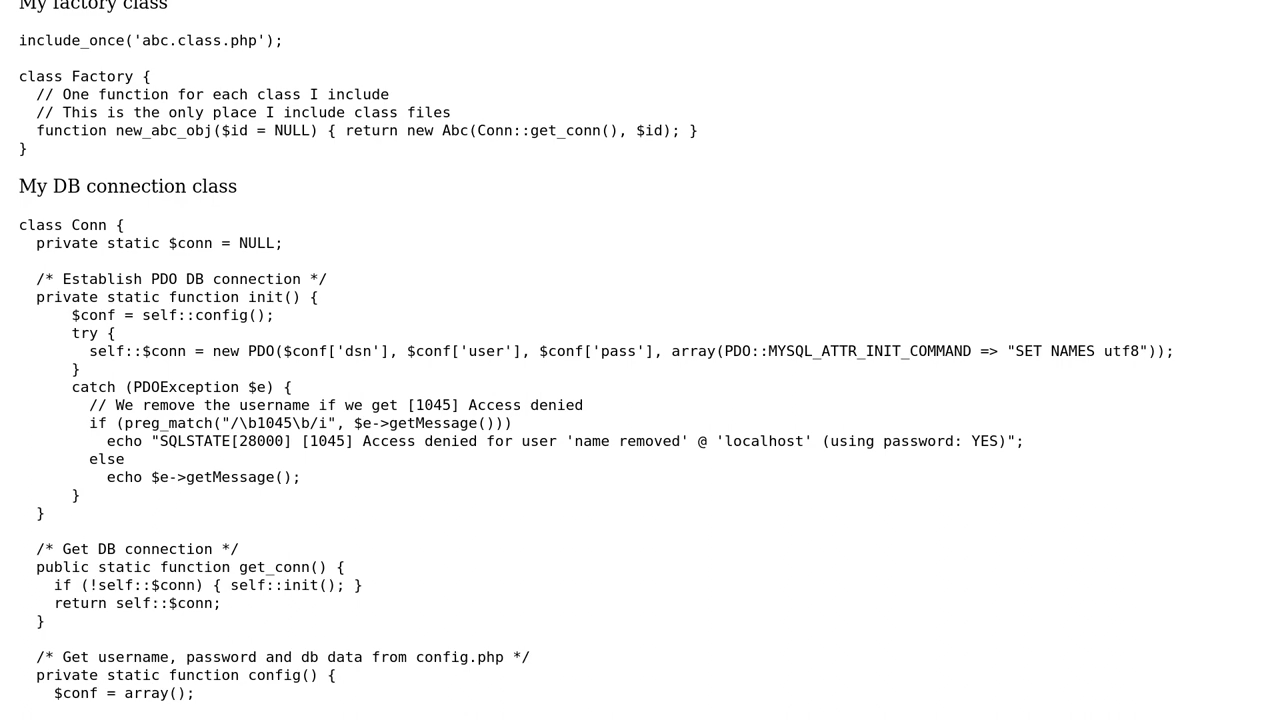 My factory class
include_once('abc.class.php');
class Factory {
// One function for each class I include
// This is the only place I include class files
function new_abc_obj($id = NULL) { return new Abc(Conn::get_conn(), $id); }
}
My DB connection class
class Conn {
private static $conn = NULL;
/* Establish PDO DB connection */
private static function init() {
$conf = self::config();
try {
self::$conn = new PDO($conf['dsn'], $conf['user'], $conf['pass'], array(PDO::MYSQL_ATTR_INIT_COMMAND => "SET NAMES utf8"));
}
catch (PDOException $e) {
// We remove the username if we get [1045] Access denied
if (preg_match("/\b1045\b/i", $e->getMessage()))
echo "SQLSTATE[28000] [1045] Access denied for user 'name removed' @ 'localhost' (using password: YES)";
else
echo $e->getMessage();
}
}
/* Get DB connection */
public static function get_conn() {
if (!self::$conn) { self::init(); }
return self::$conn;
}
/* Get username, password and db data from config.php */
private static function config() {
$conf = array();